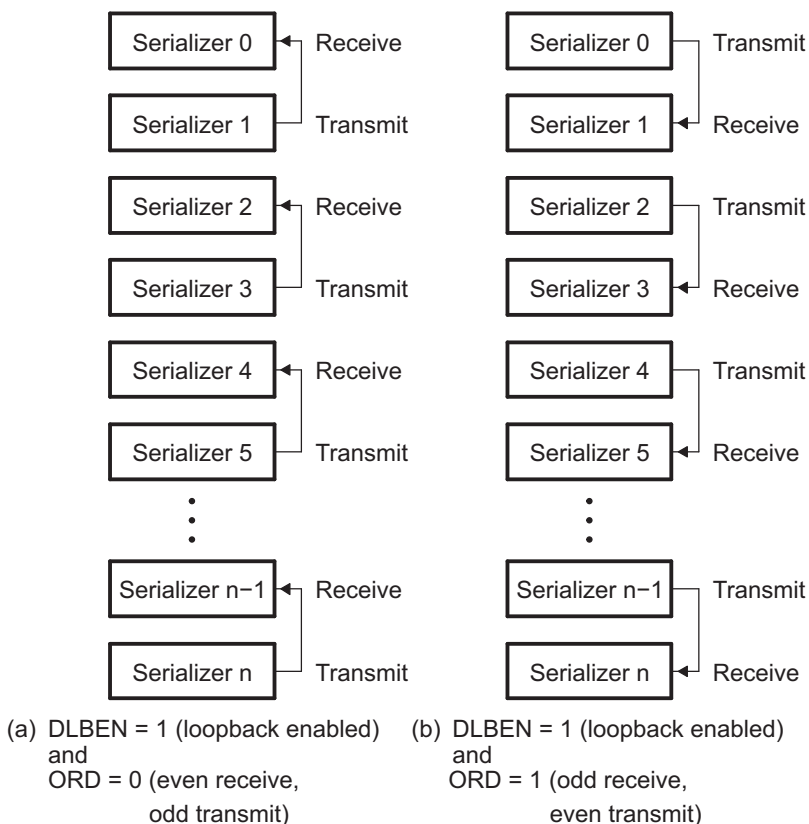 Serializer 0 Receive
Serializer 1 Transmit
Serializer 2 Receive
Serializer 3 Transmit
Serializer 4 Receive
Serializer 5 Transmit
Serializer n−1 Receive
Serializer n Transmit
(a) DLBEN = 1 (loopback enabled)
and
ORD = 0 (even receive,
odd transmit)
Serializer 0 Transmit
Serializer 1 Receive
Serializer 2 Transmit
Serializer 3 Receive
Serializer 4 Transmit
Serializer 5 Receive
Serializer n−1 Transmit
Serializer n Receive
(b) DLBEN = 1 (loopback enabled)
and
ORD = 1 (odd receive,
even transmit)